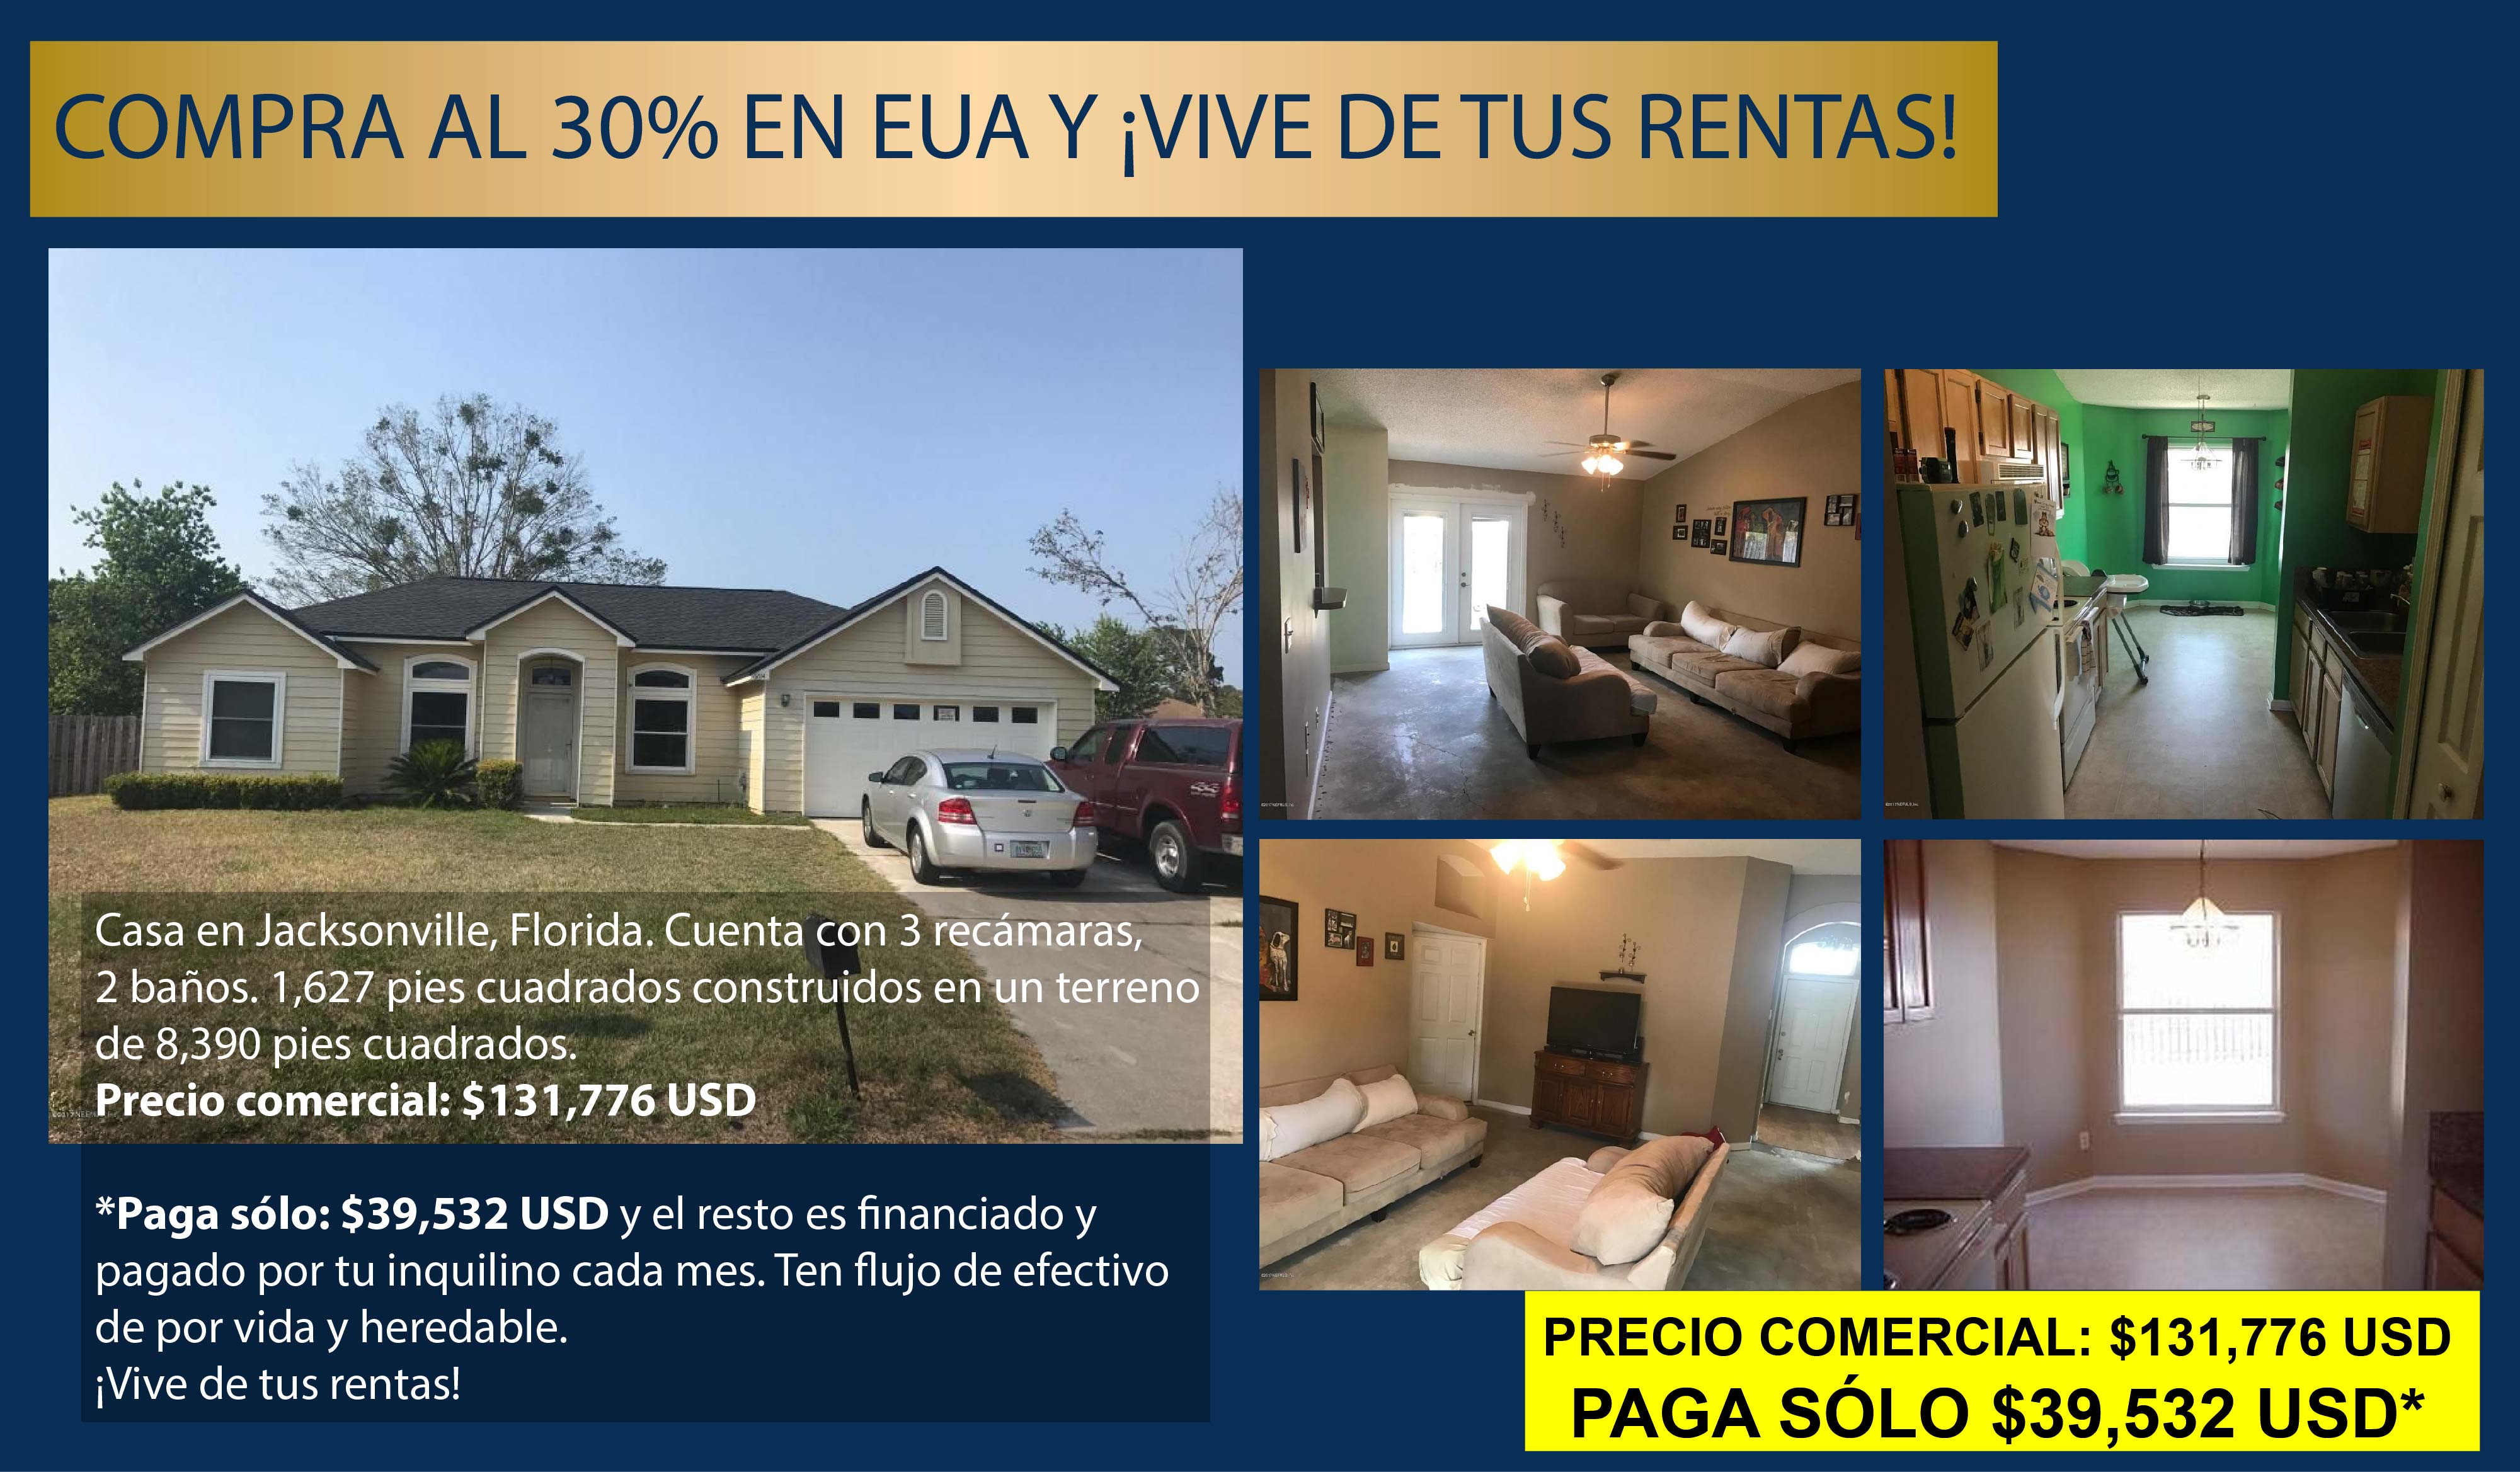 COMPRA AL 30% EN EUA Y ¡VIVE DE TUS RENTAS!
Casa en Jacksonville, Florida. Cuenta con 3 recámaras,
2 baños. 1,627 pies cuadrados construidos en un terreno
de 8,390 pies cuadrados.
Precio comercial: $131,776 USD
*Paga sólo: $39,532 USD y el resto es financiado y
pagado por tu inquilino cada mes. Ten flujo de efectivo
de por vida y heredable.
¡Vive de tus rentas!
PRECIO COMERCIAL: $131,776 USD
PAGA SÓLO $39,532 USD*